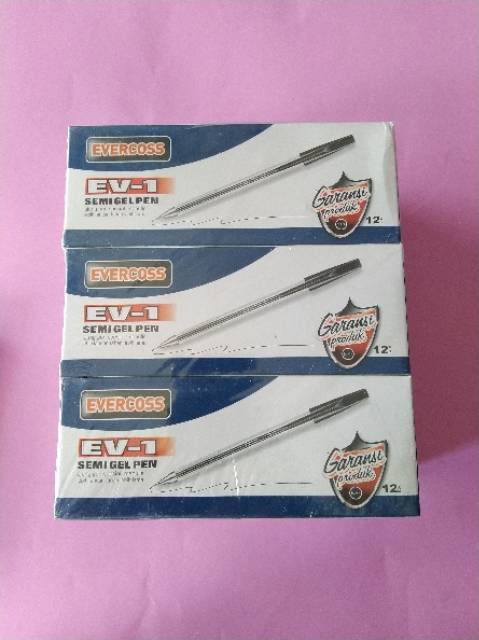 EVERCOSS
EV-1
SEMI GEL PEN
Garansi
produk
12
EVERCOSS
EV-1
SEMI GEL PEN
Garansi
produk
12
EVERCOSS
EV-1
SEMI GEL PEN
Garansi
produk
12